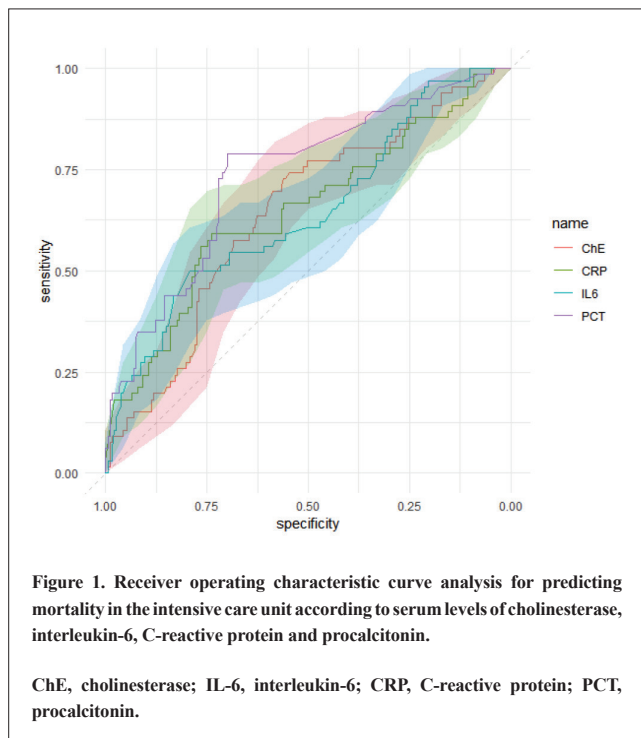 1.00
0.75
0.50
0.25
0.00
sensitivity
1.00
0.75
0.50
0.25
0.00
specificity
name
ChE
CRP
IL6
PCT
Figure 1. Receiver operating characteristic curve analysis for predicting
mortality in the intensive care unit according to serum levels of cholinesterase,
interleukin-6, C-reactive protein and procalcitonin.
ChE, cholinesterase; IL-6, interleukin-6; CRP, C-reactive protein; PCT,
procalcitonin.